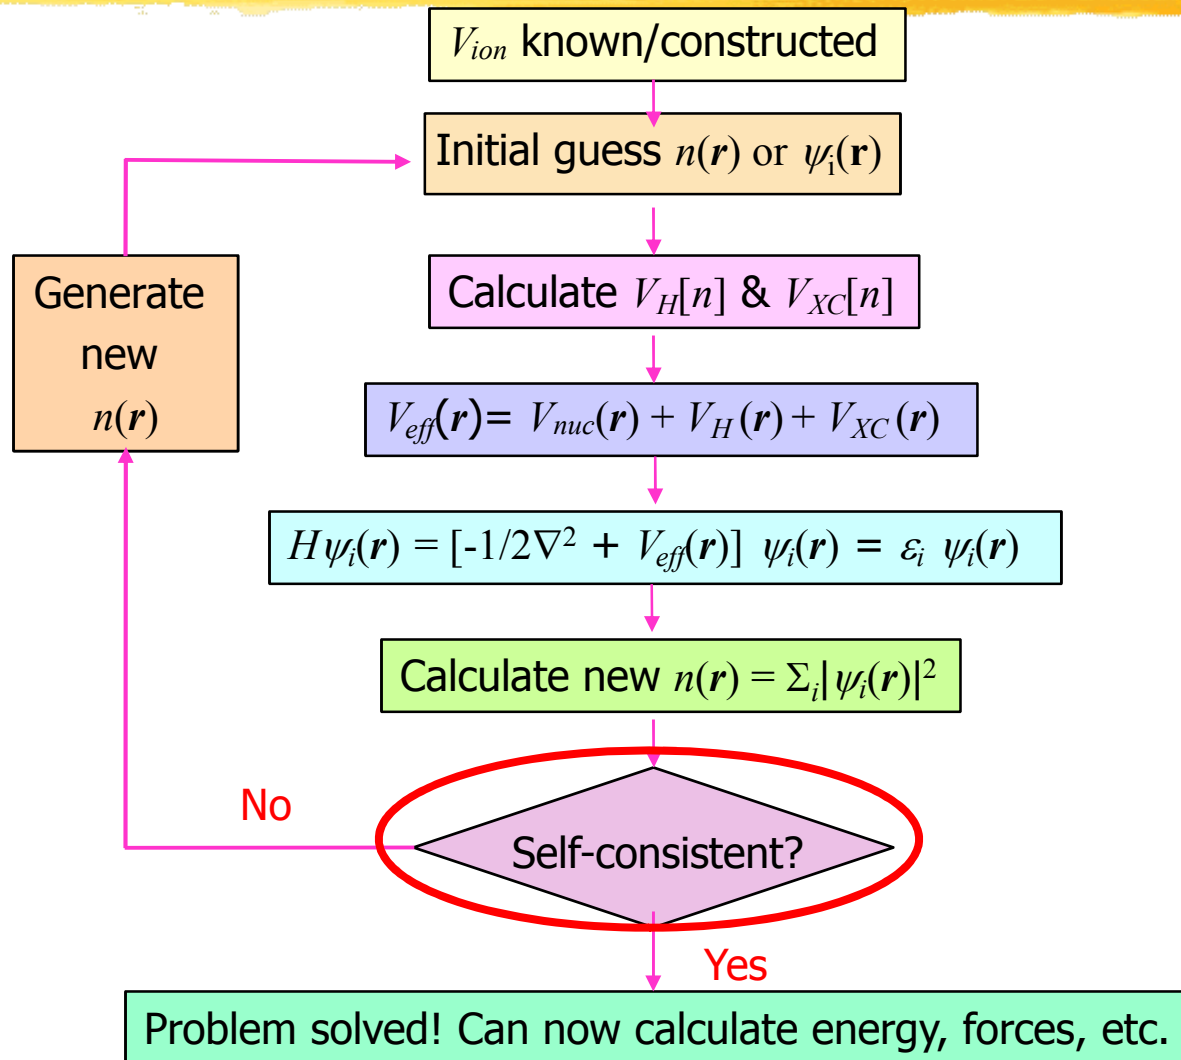 V_ion known/constructed
Initial guess n(r) or ψ_i(r)
Calculate V_H[n] & V_XC[n]
V_eff(r)= V_nuc(r) + V_H(r) + V_XC(r)
Hψ_i(r) = [-1/2∇² + V_eff(r)] ψ_i(r) = ε_i ψ_i(r)
Calculate new n(r) = Σ_i|ψ_i(r)|²
Self-consistent?
No
Generate
new
n(r)
Yes
Problem solved! Can now calculate energy, forces, etc.